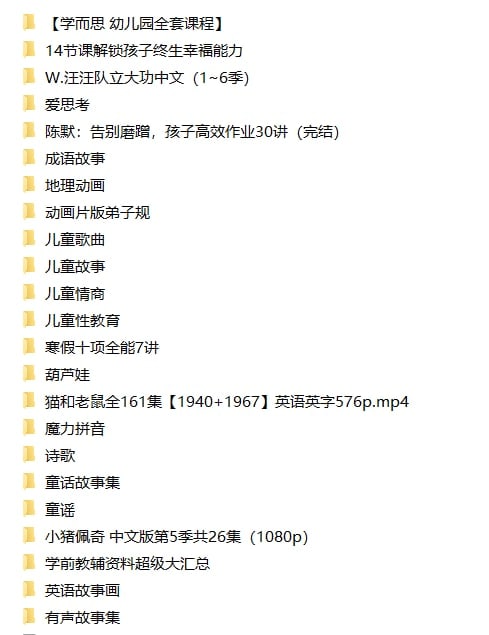 【学而思 幼儿园全套课程】
14节课解锁孩子终生幸福能力
W.汪汪队立大功中文（1~6季）
爱思考
陈默：告别磨蹭，孩子高效作业30讲（完结）
成语故事
地理动画
动画片版弟子规
儿童歌曲
儿童故事
儿童情商
儿童性教育
寒假十项全能7讲
葫芦娃
猫和老鼠全161集【1940+1967】英语英字576p.mp4
魔力拼音
诗歌
童话故事集
童谣
小猪佩奇 中文版第5季共26集（1080p）
学前教辅资料超级大汇总
英语故事画
有声故事集